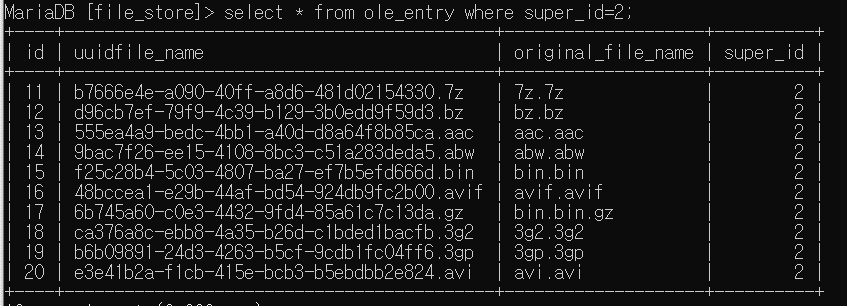 MariaDB [file_store]> select * from ole_entry where super_id=2;
+----+------------------------------------------+--------------------+----------+
| id | uuidfile_name | original_file_name | super_id |
+----+------------------------------------------+--------------------+----------+
| 11 | b7666e4e-a090-40ff-a8d6-481d02154330.7z | 7z.7z | 2 |
| 12 | d96cb7ef-79f9-4c39-b129-3b0edd9f59d3.bz | bz.bz | 2 |
| 13 | 555ea4a9-bedc-4bb1-a40d-d8a64f8b85ca.aac | aac.aac | 2 |
| 14 | 9bac7f26-ee15-4108-8bc3-c51a283deda5.abw | abw.abw | 2 |
| 15 | f25c28b4-5c03-4807-ba27-ef7b5efd666d.bin | bin.bin | 2 |
| 16 | 48bccea1-e29b-44af-bd54-924db9fc2b00.avif | avif.avif | 2 |
| 17 | 6b745a60-c0e3-4432-9fd4-85a61c7c13da.gz | bin.bin.gz | 2 |
| 18 | ca376a8c-ebb8-4a35-b26d-c1bded1bacfb.3g2 | 3g2.3g2 | 2 |
| 19 | b6b09891-24d3-4263-b5cf-9cdb1fc04ff6.3gp | 3gp.3gp | 2 |
| 20 | e3e41b2a-f1cb-415e-bcb3-b5ebdbb2e824.avi | avi.avi | 2 |
+----+------------------------------------------+--------------------+----------+